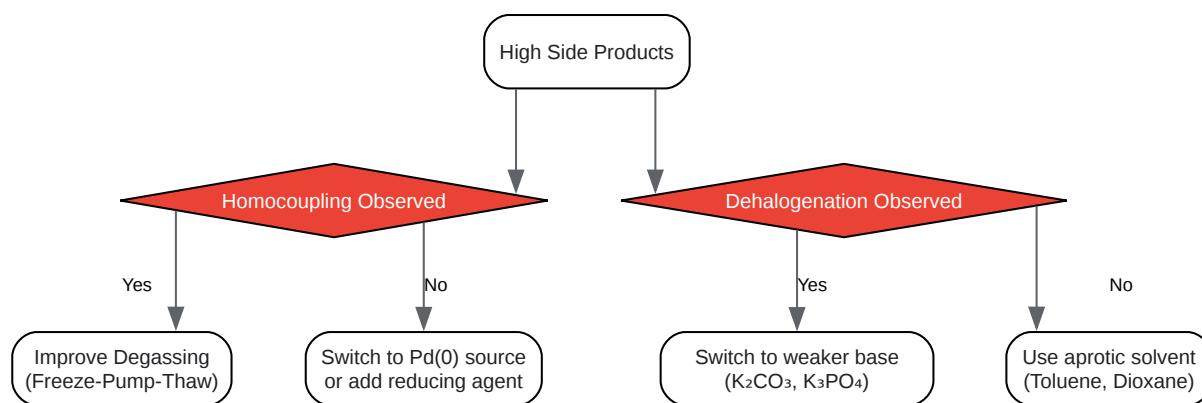 High Side Products
Homocoupling Observed
Dehalogenation Observed
Yes
No
Yes
No
Improve Degassing
(Freeze-Pump-Thaw)
Switch to Pd(0) source
or add reducing agent
Switch to weaker base
(K₂CO₃, K₃PO₄)
Use aprotic solvent
(Toluene, Dioxane)